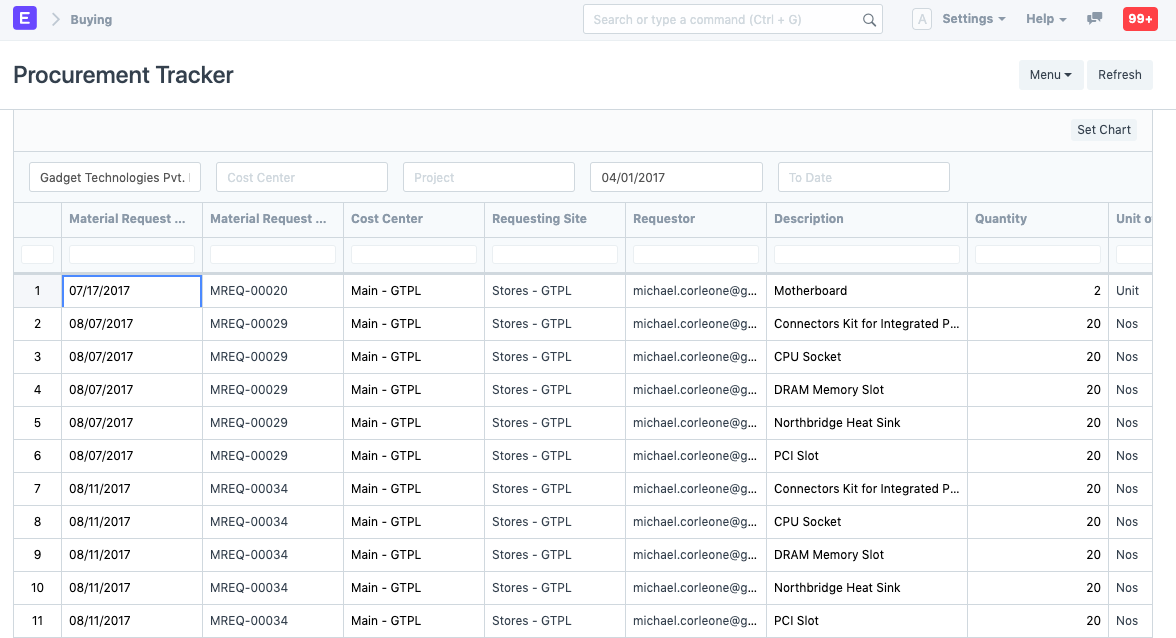 E Buying Search or type a command (Ctrl + G) A Settings Help 99+
Procurement Tracker Menu Refresh
Set Chart
Gadget Technologies Pvt. Cost Center Project 04/01/2017 To Date
Material Request ... Material Request ... Cost Center Requesting Site Requestor Description Quantity Unit o
1 07/17/2017 MREQ-00020 Main - GTPL Stores - GTPL michael.corleone@g... Motherboard 2 Unit
2 08/07/2017 MREQ-00029 Main - GTPL Stores - GTPL michael.corleone@g... Connectors Kit for Integrated P... 20 Nos
3 08/07/2017 MREQ-00029 Main - GTPL Stores - GTPL michael.corleone@g... CPU Socket 20 Nos
4 08/07/2017 MREQ-00029 Main - GTPL Stores - GTPL michael.corleone@g... DRAM Memory Slot 20 Nos
5 08/07/2017 MREQ-00029 Main - GTPL Stores - GTPL michael.corleone@g... Northbridge Heat Sink 20 Nos
6 08/07/2017 MREQ-00029 Main - GTPL Stores - GTPL michael.corleone@g... PCI Slot 20 Nos
7 08/11/2017 MREQ-00034 Main - GTPL Stores - GTPL michael.corleone@g... Connectors Kit for Integrated P... 20 Nos
8 08/11/2017 MREQ-00034 Main - GTPL Stores - GTPL michael.corleone@g... CPU Socket 20 Nos
9 08/11/2017 MREQ-00034 Main - GTPL Stores - GTPL michael.corleone@g... DRAM Memory Slot 20 Nos
10 08/11/2017 MREQ-00034 Main - GTPL Stores - GTPL michael.corleone@g... Northbridge Heat Sink 20 Nos
11 08/11/2017 MREQ-00034 Main - GTPL Stores - GTPL michael.corleone@g... PCI Slot 20 Nos